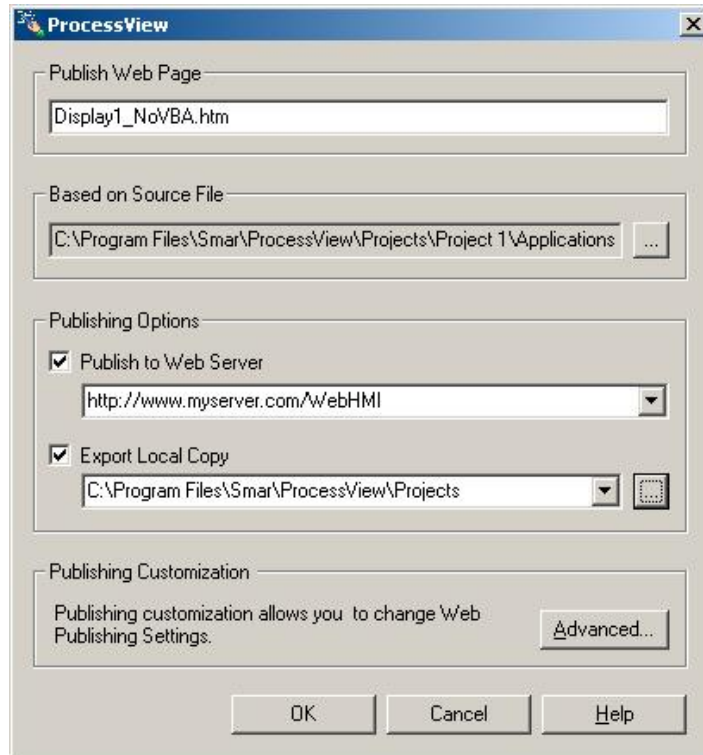 ProcessView
Publish Web Page
Display1_NoVBA.htm
Based on Source File
C:\Program Files\Smar\ProcessView\Projects\Project 1\Applications
...
Publishing Options
Publish to Web Server
http://www.myserver.com/WebHMI
Export Local Copy
C:\Program Files\Smar\ProcessView\Projects
...
Publishing Customization
Publishing customization allows you to change Web
Publishing Settings.
Advanced...
OK Cancel Help